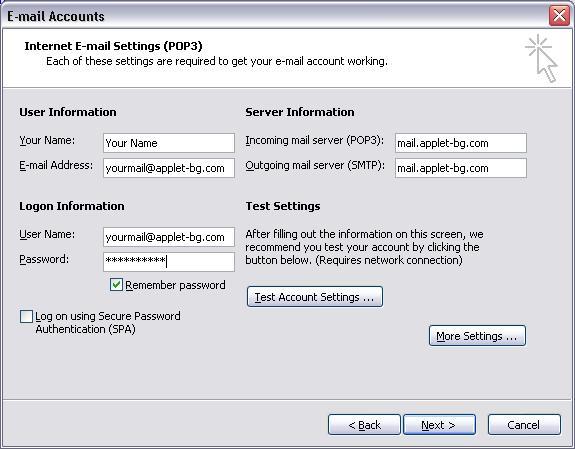 E-mail Accounts
Internet E-mail Settings (POP3)
Each of these settings are required to get your e-mail account working.
User Information
Your Name: Your Name
E-mail Address: yourmail@applet-bg.com
Server Information
Incoming mail server (POP3): mail.applet-bg.com
Outgoing mail server (SMTP): mail.applet-bg.com
Logon Information
User Name: yourmail@applet-bg.com
Password: **********
Remember password
Log on using Secure Password
Authentication (SPA)
Test Settings
After filling out the information on this screen, we
recommend you test your account by clicking the
button below. (Requires network connection)
Test Account Settings ...
More Settings ...
< Back Next > Cancel